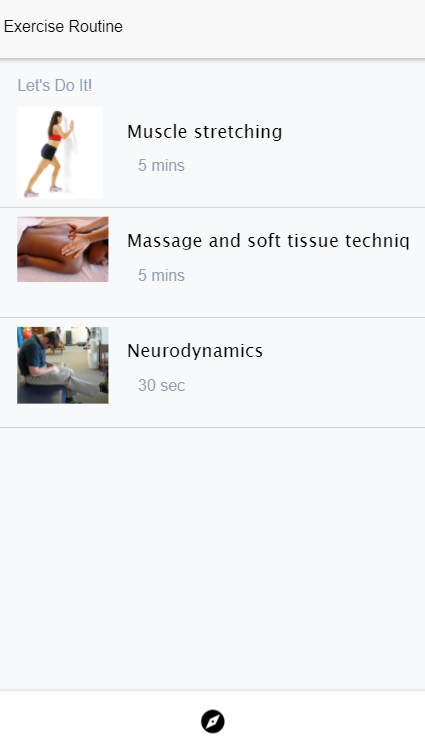 Exercise Routine
Let's Do It!
Muscle stretching
5 mins
Massage and soft tissue techniq
5 mins
Neurodynamics
30 sec